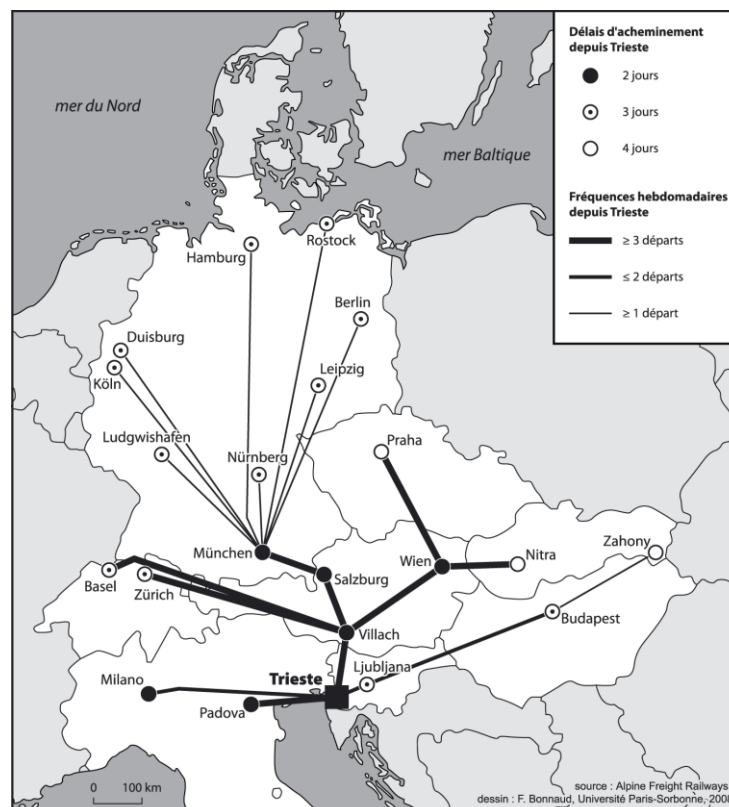 mer du Nord
mer Baltique
Délais d'acheminement
depuis Trieste
2 jours
3 jours
4 jours
Fréquences hebdomadaires
depuis Trieste
≥ 3 départs
≤ 2 départs
≥ 1 départ
Rostock
Hamburg
Berlin
Duisburg
Köln
Leipzig
Ludgwishafen
Nürnberg
Praha
München
Wien
Nitra
Zahony
Basel
Zürich
Salzburg
Villach
Budapest
Ljubljana
Milano
Trieste
Padova
0 100 km
source : Alpine Freight Railways
dessin : F. Bonnaud, Université Paris-Sorbonne, 2008